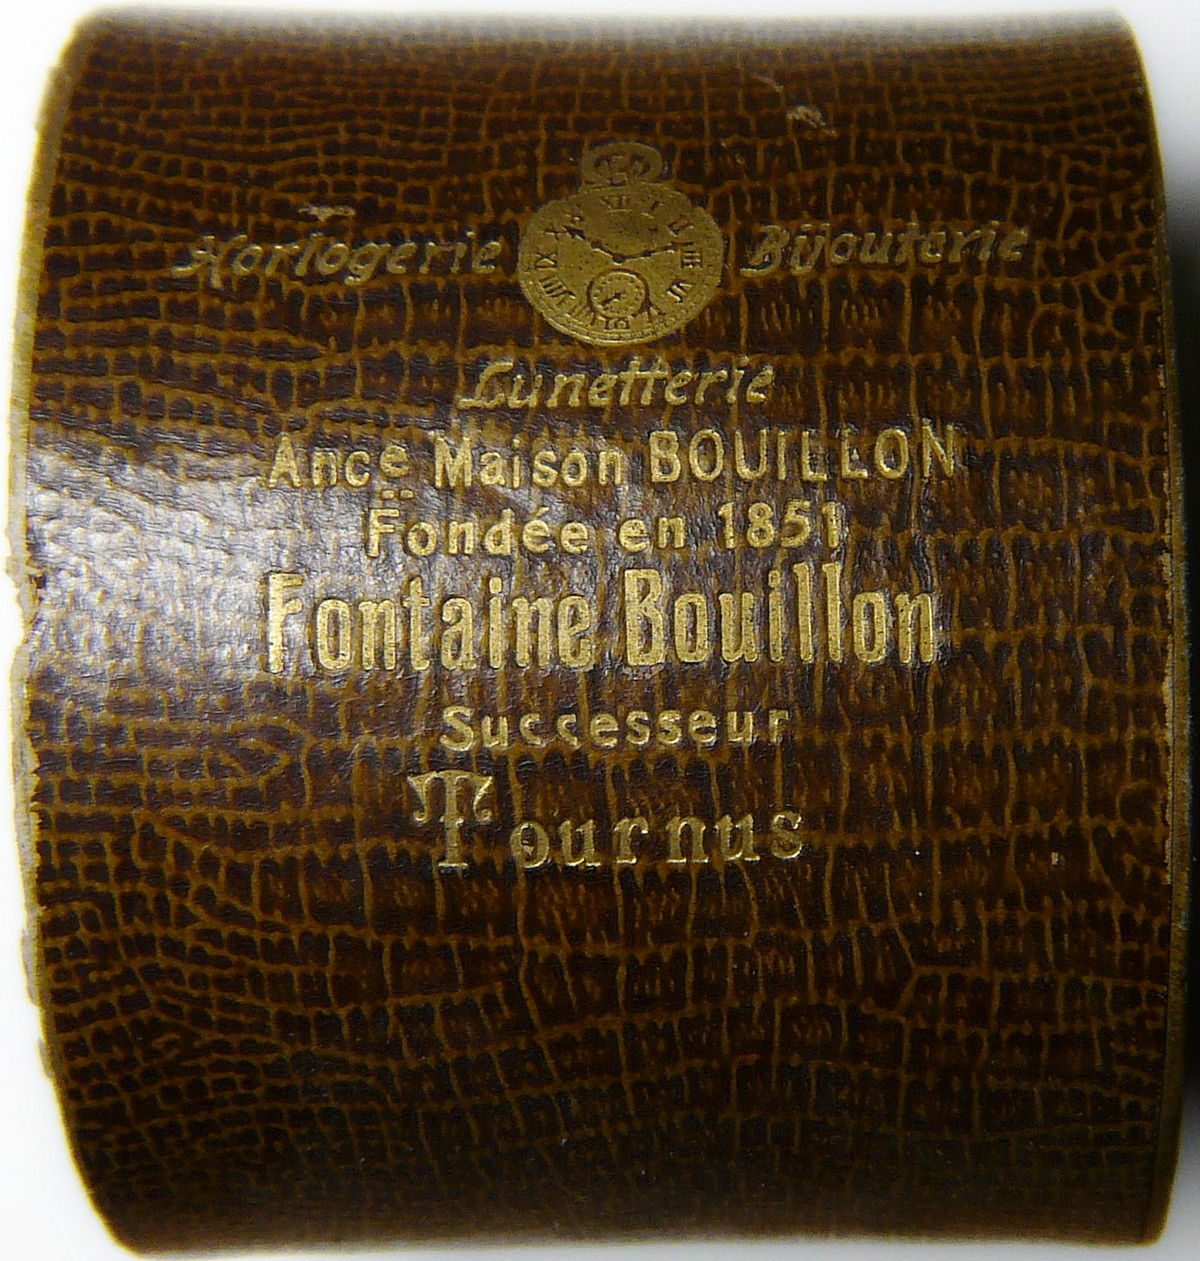 Horlogerie Bijouterie
Lunetterie
Ance Maison BOUILLON
Fondée en 1851
Fontaine Bouillon
Successeur
Tournus